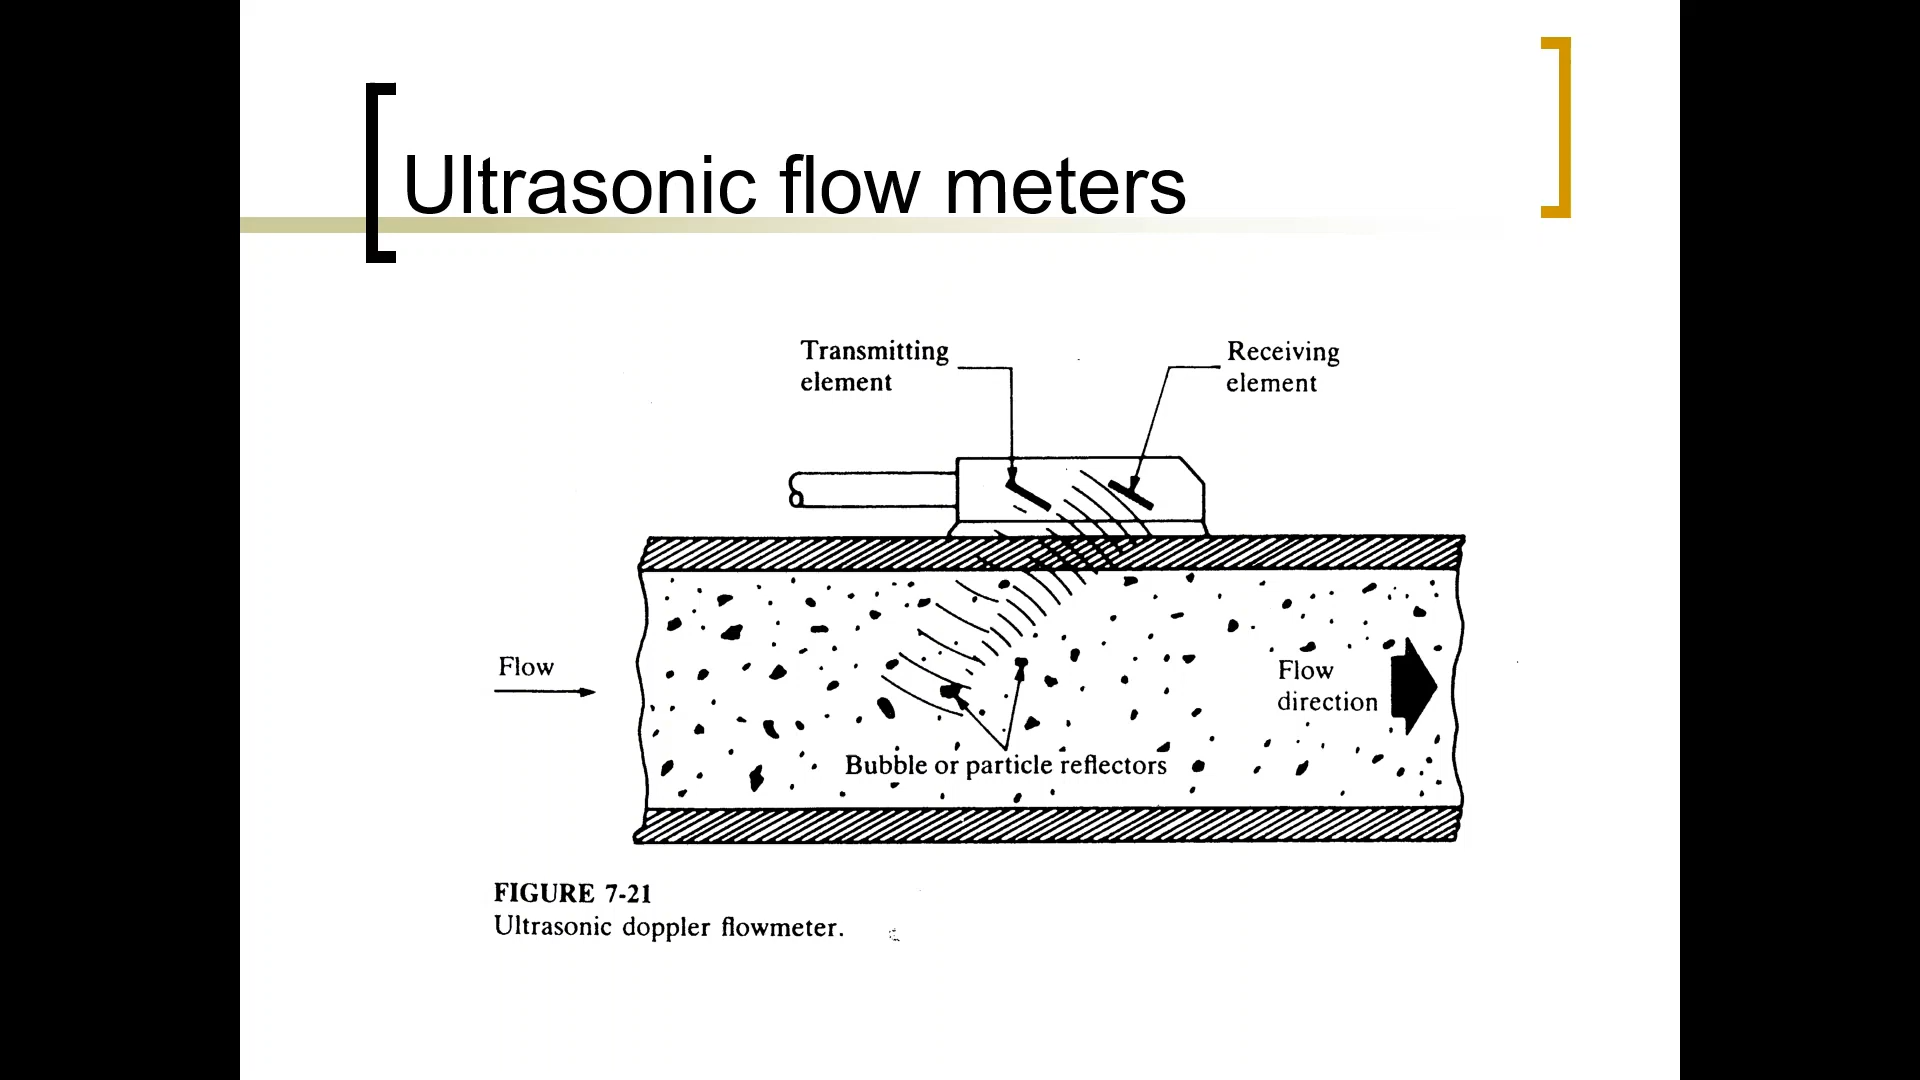 Ultrasonic flow meters
Transmitting
element
Receiving
element
Flow
Flow
direction
Bubble or particle reflectors
FIGURE 7-21
Ultrasonic doppler flowmeter.